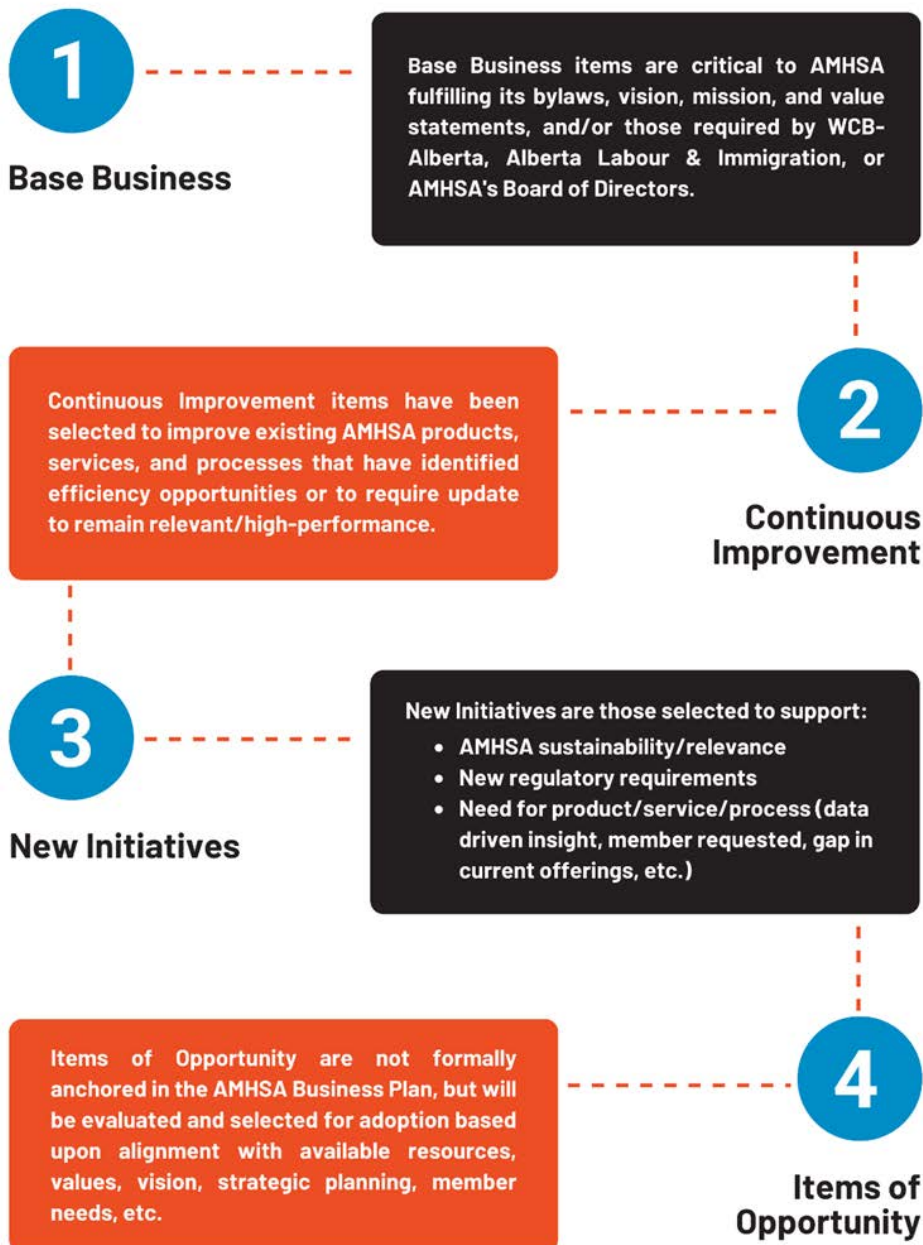 1
Base Business
Base Business items are critical to AMHSA
fulfilling its bylaws, vision, mission, and value
statements, and/or those required by WCB-
Alberta, Alberta Labour & Immigration, or
AMHSA's Board of Directors.
2
Continuous
Improvement
Continuous Improvement items have been
selected to improve existing AMHSA products,
services, and processes that have identified
efficiency opportunities or to require update
to remain relevant/high-performance.
3
New Initiatives
New Initiatives are those selected to support:
• AMHSA sustainability/relevance
• New regulatory requirements
• Need for product/service/process (data
driven insight, member requested, gap in
current offerings, etc.)
4
Items of
Opportunity
Items of Opportunity are not formally
anchored in the AMHSA Business Plan, but will
be evaluated and selected for adoption based
upon alignment with available resources,
values, vision, strategic planning, member
needs, etc.